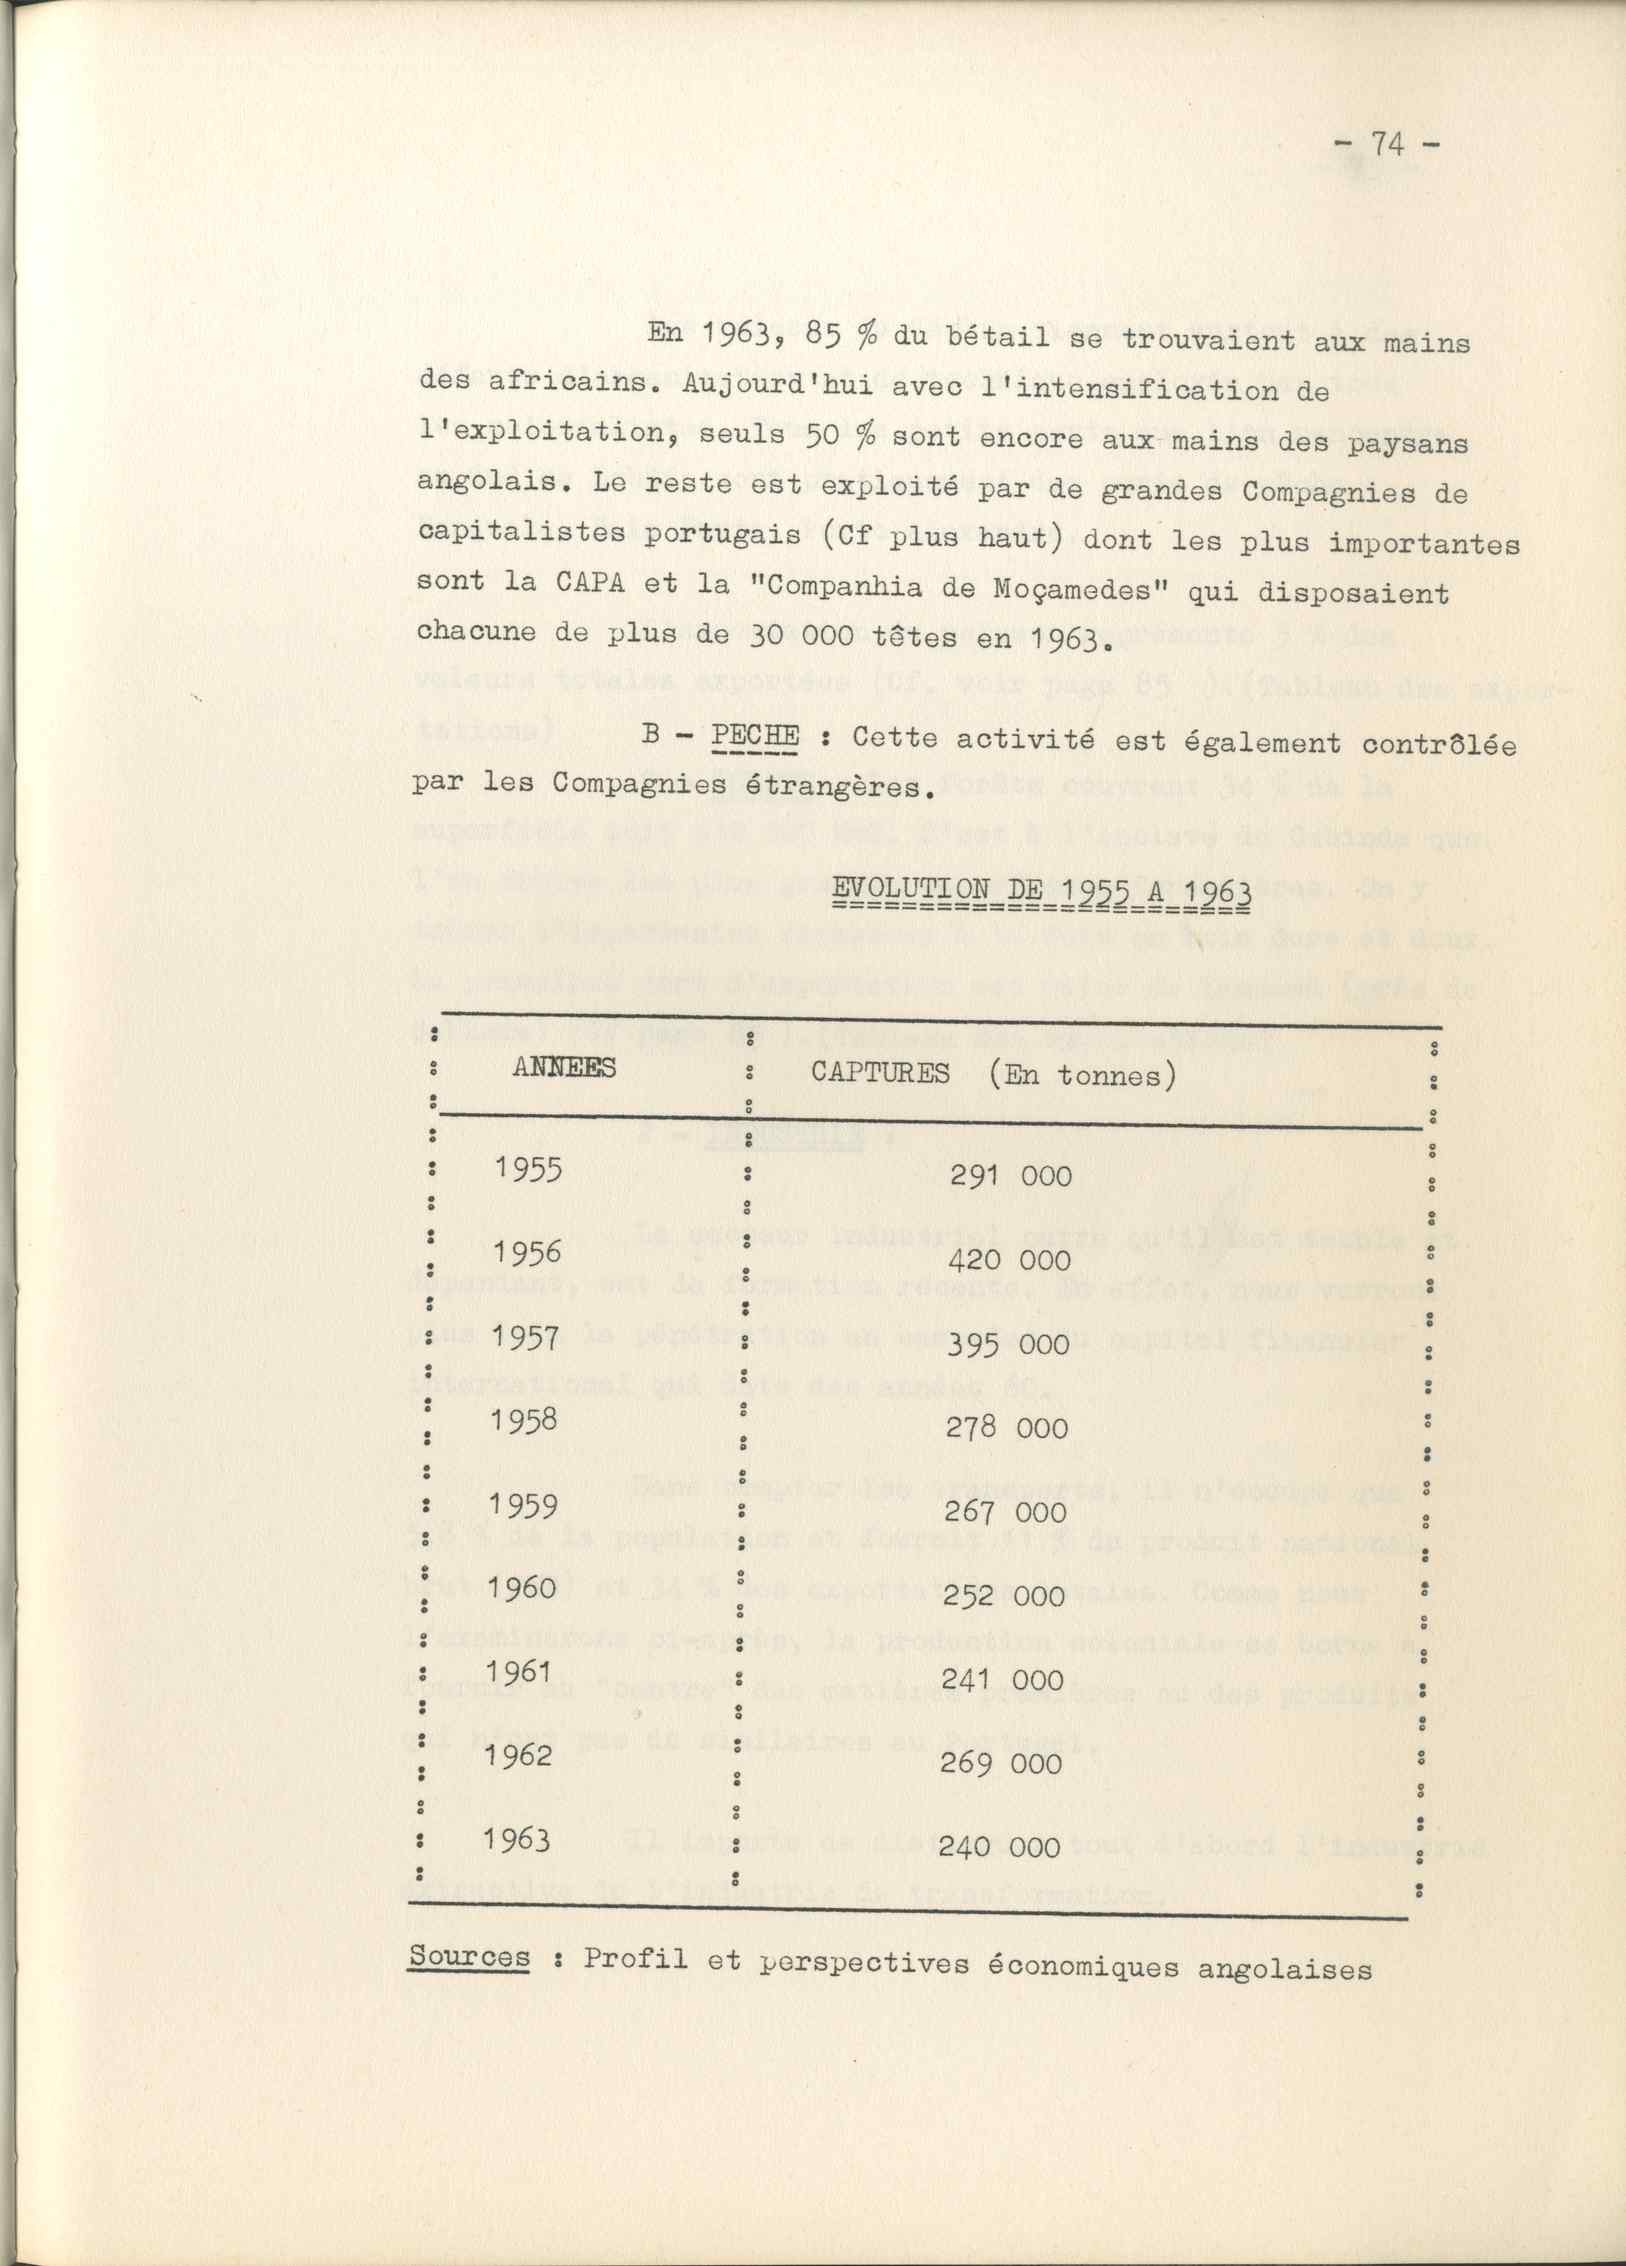 - 74 -
En 1963, 85 % du bétail se trouvaient aux mains
des africains. Aujourd'hui avec l'intensification de
l'exploitation, seuls 50 % sont encore aux mains des paysans
angolais. Le reste est exploité par de grandes Compagnies de
capitalistes portugais (Cf plus haut) dont les plus importantes
sont la CAPA et la "Companhia de Moçamedes" qui disposaient
chacune de plus de 30 000 têtes en 1963.
B - PECHE : Cette activité est également contrôlée
par les Compagnies étrangères.
EVOLUTION DE 1955 A 1963
ANNEES CAPTURES (En tonnes)
1955 291 000
1956 420 000
1957 395 000
1958 278 000
1959 267 000
1960 252 000
1961 241 000
1962 269 000
1963 240 000
Sources : Profil et perspectives économiques angolaises